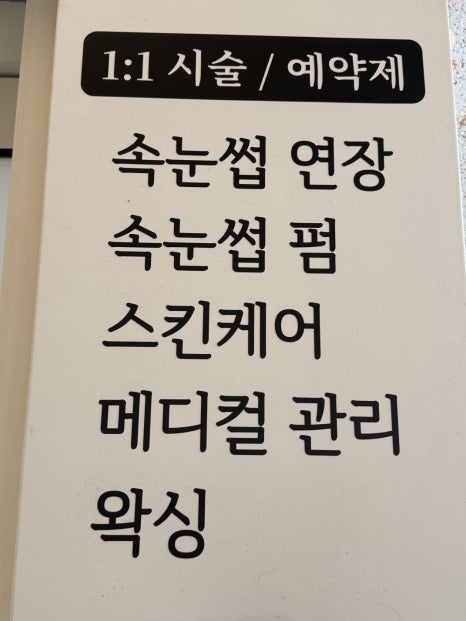 1:1 시술 / 예약제
속눈썹 연장
속눈썹 펌
스킨케어
메디컬 관리
왁싱